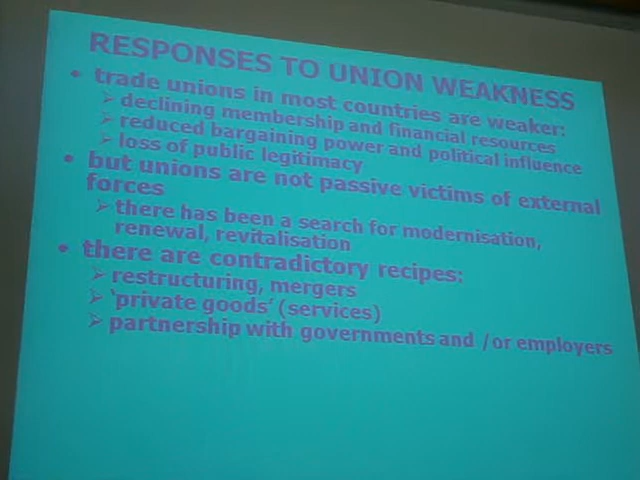 RESPONSES TO UNION WEAKNESS
• trade unions in most countries are weaker:
➢ declining membership and financial resources
➢ reduced bargaining power and political influence
➢ loss of public legitimacy
• but unions are not passive victims of external
forces
➢ there has been a search for modernisation,
renewal, revitalisation
• there are contradictory recipes:
➢ restructuring, mergers
➢ 'private goods' (services)
➢ partnership with governments and /or employers